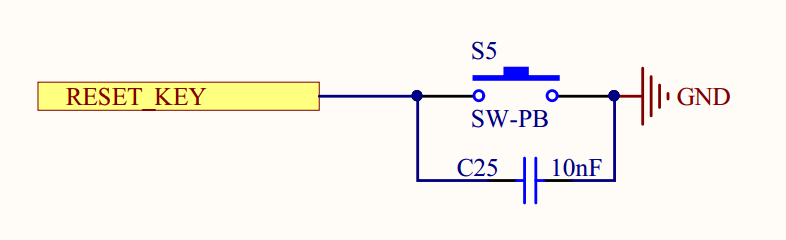 S5
RESET_KEY
GND
SW-PB
C25
10nF